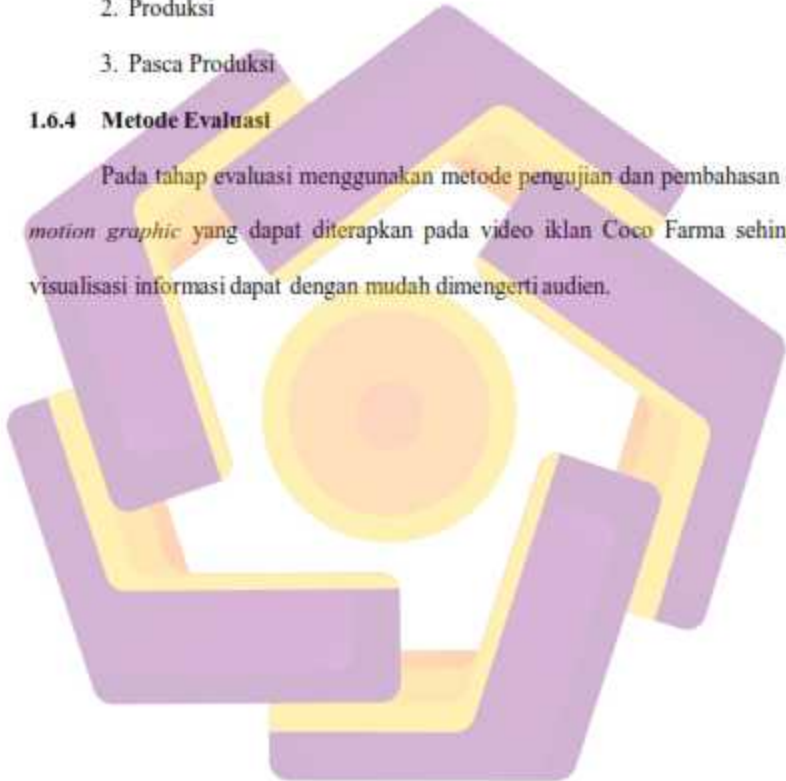 2. Produksi
3. Pasca Produksi
1.6.4 Metode Evaluasi
Pada tahap evaluasi menggunakan metode pengujian dan pembahasan
motion graphic yang dapat diterapkan pada video iklan Coco Farma sehin
visualisasi informasi dapat dengan mudah dimengerti audien.